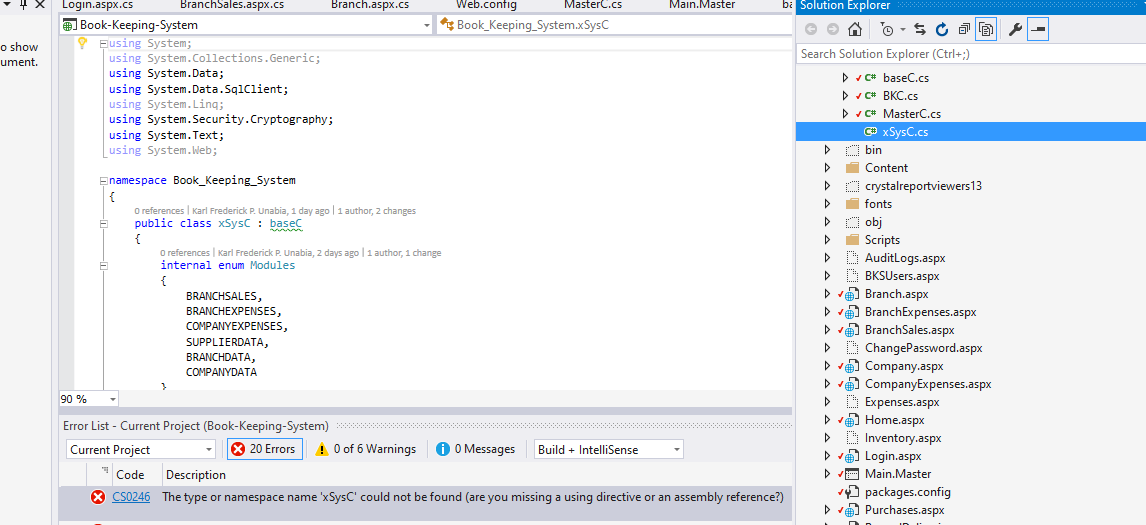 Login.aspx.cs BranchSales.aspx.cs Branch.aspx.cs Web.config MasterC.cs Main.Master ba
o show
ument.
Book-Keeping-System Book_Keeping_System.xSysC
using System;
using System.Collections.Generic;
using System.Data;
using System.Data.SqlClient;
using System.Linq;
using System.Security.Cryptography;
using System.Text;
using System.Web;
namespace Book_Keeping_System
{
0 references | Karl Frederick P. Unabia, 1 day ago | 1 author, 2 changes
public class xSysC : baseC
{
0 references | Karl Frederick P. Unabia, 2 days ago | 1 author, 1 change
internal enum Modules
{
BRANCHSALES,
BRANCHEXPENSES,
COMPANYEXPENSES,
SUPPLIERDATA,
BRANCHDATA,
COMPANYDATA
}
90 %
Error List - Current Project (Book-Keeping-System)
Current Project 20 Errors 0 of 6 Warnings 0 Messages Build + IntelliSense
Code Description
CS0246 The type or namespace name 'xSysC' could not be found (are you missing a using directive or an assembly reference?)
Solution Explorer
Search Solution Explorer (Ctrl+;)
C# baseC.cs
C# BKC.cs
C# MasterC.cs
C# xSysC.cs
bin
Content
crystalreportviewers13
fonts
obj
Scripts
AuditLogs.aspx
BKSUsers.aspx
Branch.aspx
BranchExpenses.aspx
BranchSales.aspx
ChangePassword.aspx
Company.aspx
CompanyExpenses.aspx
Expenses.aspx
Home.aspx
Inventory.aspx
Login.aspx
Main.Master
packages.config
Purchases.aspx